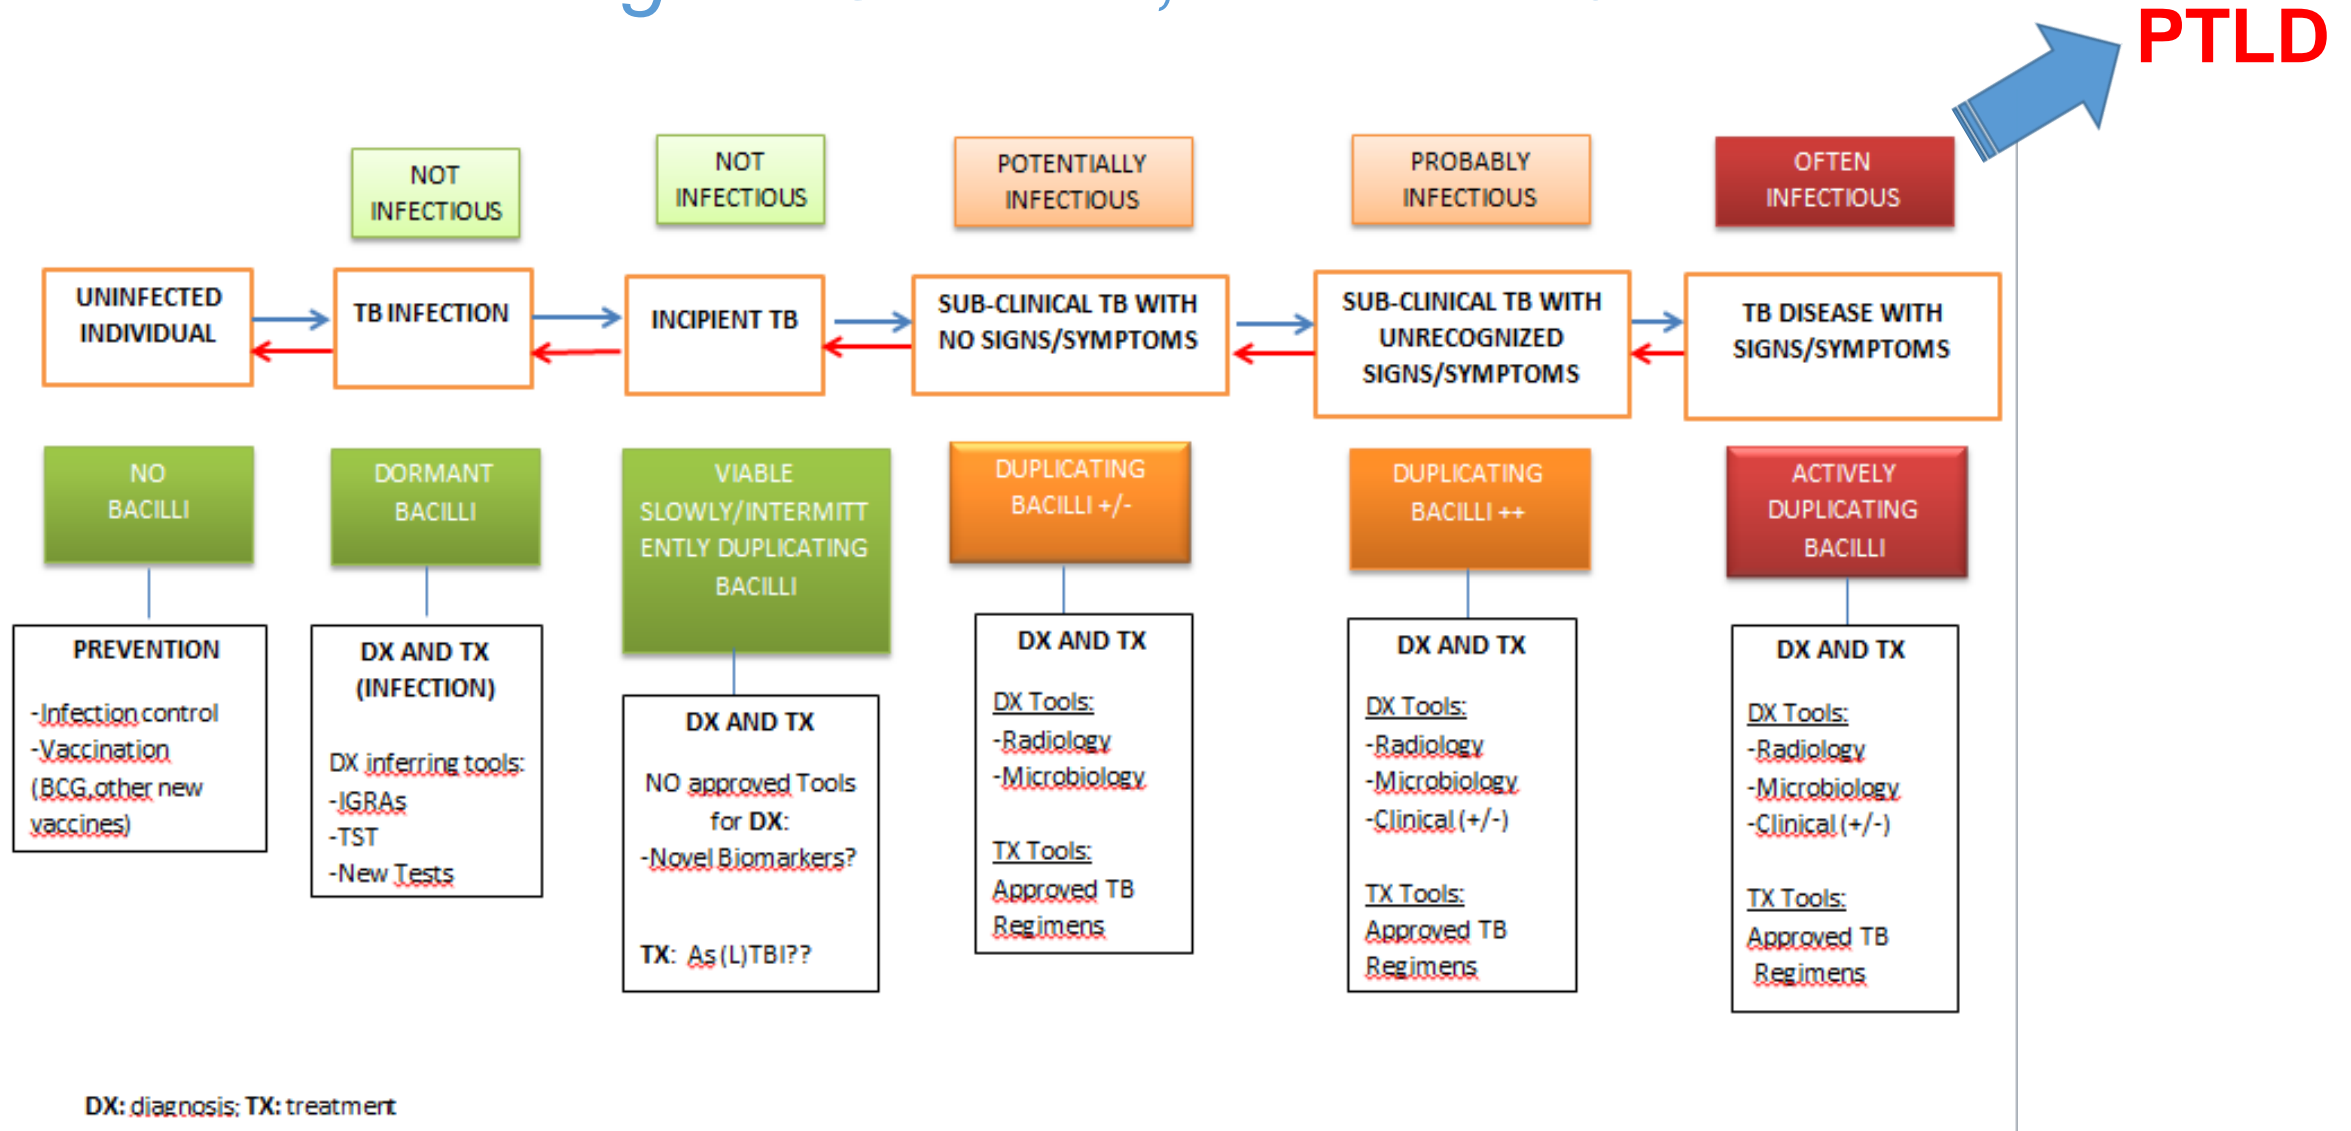 PTLD
NOT
INFECTIOUS
NOT
INFECTIOUS
POTENTIALLY
INFECTIOUS
PROBABLY
INFECTIOUS
OFTEN
INFECTIOUS
UNINFECTED
INDIVIDUAL
TB INFECTION
INCIPIENT TB
SUB-CLINICAL TB WITH
NO SIGNS/SYMPTOMS
SUB-CLINICAL TB WITH
UNRECOGNIZED
SIGNS/SYMPTOMS
TB DISEASE WITH
SIGNS/SYMPTOMS
NO
BACILLI
DORMANT
BACILLI
VIABLE
SLOWLY/INTERMITT
ENTLY DUPLICATING
BACILLI
DUPLICATING
BACILLI +/-
DUPLICATING
BACILLI ++
ACTIVELY
DUPLICATING
BACILLI
PREVENTION
-Infection control
-Vaccination
(BCG,other new
vaccines)
DX AND TX
(INFECTION)
DX inferring tools:
-IGRAs
-TST
-New Tests
DX AND TX
NO approved Tools
for DX:
-Novel Biomarkers?
TX: As (L)TBI??
DX AND TX
DX Tools:
-Radiology
-Microbiology
TX Tools:
Approved TB
Regimens
DX AND TX
DX Tools:
-Radiology
-Microbiology
-Clinical (+/-)
TX Tools:
Approved TB
Regimens
DX AND TX
DX Tools:
-Radiology
-Microbiology
-Clinical (+/-)
TX Tools:
Approved TB
Regimens
DX: diagnosis; TX: treatment